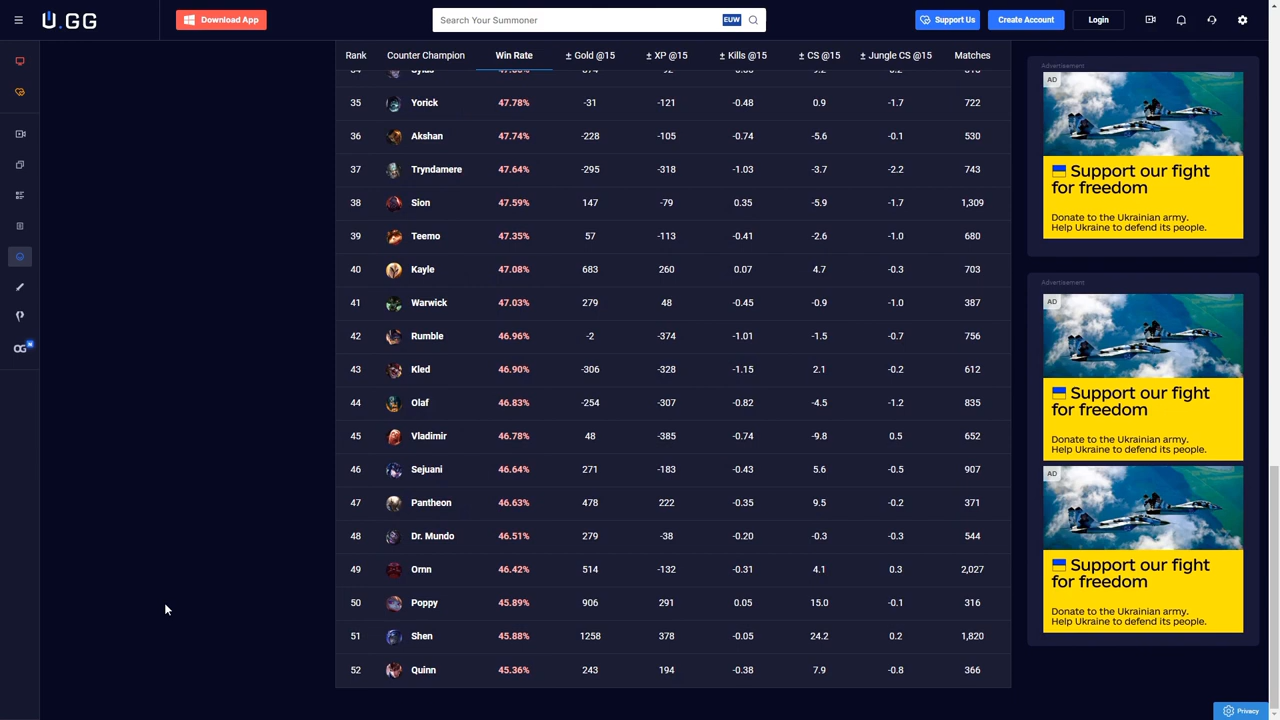 U.GG
Download App
Search Your Summoner
EUW
Support Us
Create Account
Login
Rank Counter Champion Win Rate ± Gold @15 ± XP @15 ± Kills @15 ± CS @15 ± Jungle CS @15 Matches
35 Yorick 47.78% -31 -121 -0.48 0.9 -1.7 722
36 Akshan 47.74% -228 -105 -0.74 -5.6 -0.1 530
37 Tryndamere 47.64% -295 -318 -1.03 -3.7 -2.2 743
38 Sion 47.59% 147 -79 0.35 -5.9 -1.7 1,309
39 Teemo 47.35% 57 -113 -0.41 -2.6 -1.0 680
40 Kayle 47.08% 683 260 0.07 4.7 -0.3 703
41 Warwick 47.03% 279 48 -0.45 -0.9 -1.0 387
42 Rumble 46.96% -2 -374 -1.01 -1.5 -0.7 756
43 Kled 46.90% -306 -328 -1.15 2.1 -0.2 612
44 Olaf 46.83% -254 -307 -0.82 -4.5 -1.2 835
45 Vladimir 46.78% 48 -385 -0.74 -9.8 0.5 652
46 Sejuani 46.64% 271 -183 -0.43 5.6 -0.5 907
47 Pantheon 46.63% 478 222 -0.35 9.5 -0.2 371
48 Dr. Mundo 46.51% 279 -38 -0.20 -0.3 -0.3 544
49 Ornn 46.42% 514 -132 -0.31 4.1 0.3 2,027
50 Poppy 45.89% 906 291 0.05 15.0 -0.1 316
51 Shen 45.88% 1258 378 -0.05 24.2 0.2 1,820
52 Quinn 45.36% 243 194 -0.38 7.9 -0.8 366
Advertisement
AD
Support our fight
for freedom
Donate to the Ukrainian army.
Help Ukraine to defend its people.
Advertisement
AD
Support our fight
for freedom
Donate to the Ukrainian army.
Help Ukraine to defend its people.
AD
Support our fight
for freedom
Donate to the Ukrainian army.
Help Ukraine to defend its people.
Privacy